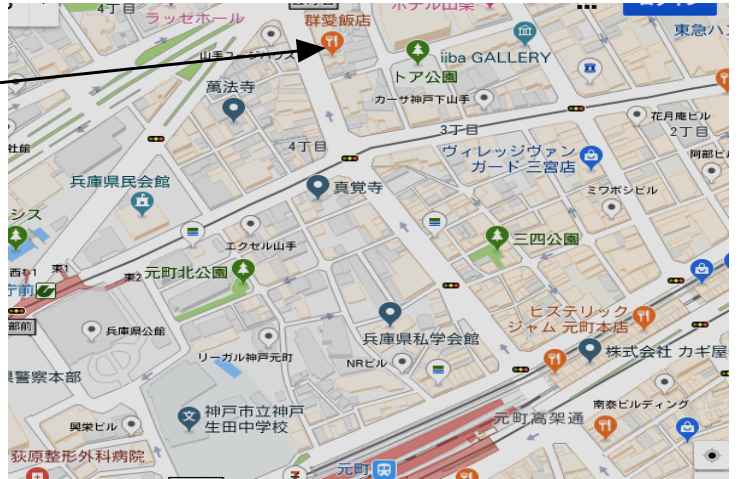 4丁目
ラッセホール
群愛飯店
iiba GALLERY
東急ハン
トア公園
萬法寺
カーサ神戸下山手
花月庵ビル
3丁目
2丁目
4丁目
ヴィレッジヴァン
ガード 三宮店
阿部ビ
社館
兵庫県民会館
真覚寺
ミワボシビル
シス
エクセル山手
三四公園
西も1
東1
東2
元町北公園
庁前
ヒステリック
ジャム 元町本店
部前
兵庫県公館
兵庫県私学会館
リーガル神戸元町
NRビル
株式会社 カギ屋
警察本部
神戸市立神戸
生田中学校
南泰ビルディング
興栄ビル
元町高架通
荻原整形外科病院
元町